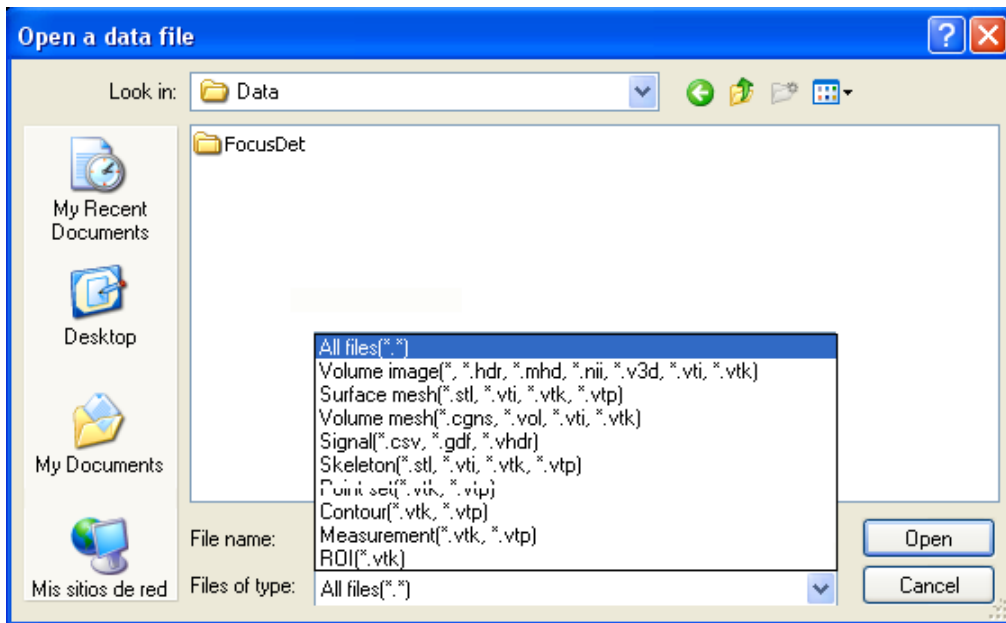 Open a data file
Look in: Data
FocusDet
My Recent
Documents
Desktop
My Documents
Mis sitios de red
All files(*.*)
Volume image(*, *.hdr, *.mhd, *.nii, *.v3d, *.vti, *.vtk)
Surface mesh(*.stl, *.vti, *.vtk, *.vtp)
Volume mesh(*.cgns, *.vol, *.vti, *.vtk)
Signal(*.csv, *.gdf, *.vhdr)
Skeleton(*.stl, *.vti, *.vtk, *.vtp)
Point set(*.vtk, *.vtp)
Contour(*.vtk, *.vtp)
Measurement(*.vtk, *.vtp)
ROI(*.vtk)
File name: Open
Files of type: All files(*.*) Cancel